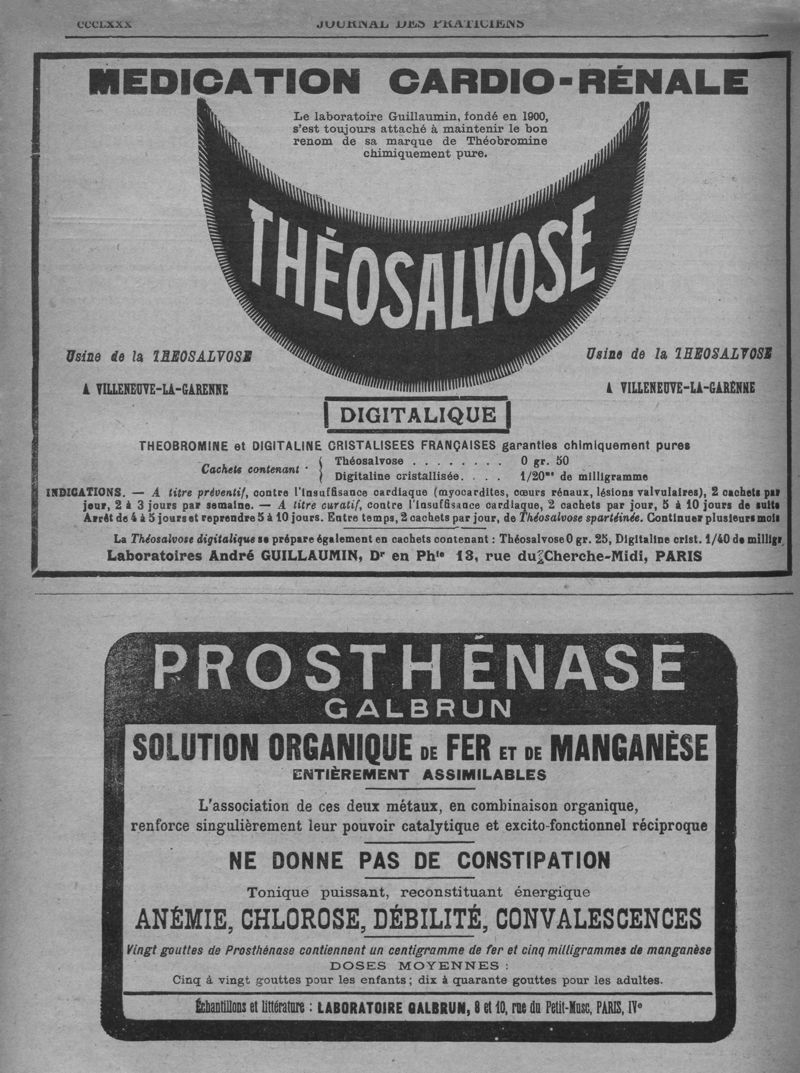 CCCLXXX
JOURNAL DES PRATICIENS
MEDICATION CARDIO-RÉNALE
Le laboratoire Guillaumin, fondé en 1900,
s'est toujours attaché à maintenir le bon
renom de sa marque de Théobromine
chimiquement pure.
THÉOSALVOSE
Usine de la THEOSALVOSE
A VILLENEUVE-LA-GARENNE
Usine de la THÉOSALVOSE
A VILLENEUVE-LA-GARÈNNE
DIGITALIQUE
THEOBROMINE et DIGITALINE CRISTALISEES FRANÇAISES garanties chimiquement pures
Cachets contenant :
Théosalvose . . . . . . . . 0 gr. 50
Digitaline cristallisée. . . . 1/20me de milligramme
INDICATIONS. — A titre préventif, contre l'insuffisance cardiaque (myocardites, cœurs rénaux, lésions valvulaires), 2 cachets par
jour, 2 à 3 jours par semaine. — A titre curatif, contre l'insuffisance cardiaque, 2 cachets par jour, 5 à 10 jours de suite
Arrêt de 4 à 5 jours et reprendre 5 à 10 jours. Entre temps, 2 cachets par jour, de Théosalvose spartéinée. Continuer plusieurs mois
La Théosalvose digitalique se prépare également en cachets contenant : Théosalvose 0 gr. 25, Digitaline crist. 1/40 de milligr
Laboratoires André GUILLAUMIN, Dr en Phie 13, rue du Cherche-Midi, PARIS
PROSTHÉNASE
GALBRUN
SOLUTION ORGANIQUE DE FER ET DE MANGANÈSE
ENTIÈREMENT ASSIMILABLES
L'association de ces deux métaux, en combinaison organique,
renforce singulièrement leur pouvoir catalytique et excito-fonctionnel réciproque
NE DONNE PAS DE CONSTIPATION
Tonique puissant, reconstituant énergique
ANÉMIE, CHLOROSE, DÉBILITÉ, CONVALESCENCES
Vingt gouttes de Prosthénase contiennent un centigramme de fer et cinq milligrammes de manganèse
DOSES MOYENNES :
Cinq à vingt gouttes pour les enfants ; dix à quarante gouttes pour les adultes.
Échantillons et littérature : LABORATOIRE GALBRUN, 8 et 10, rue du Petit-Musc, PARIS, IVe